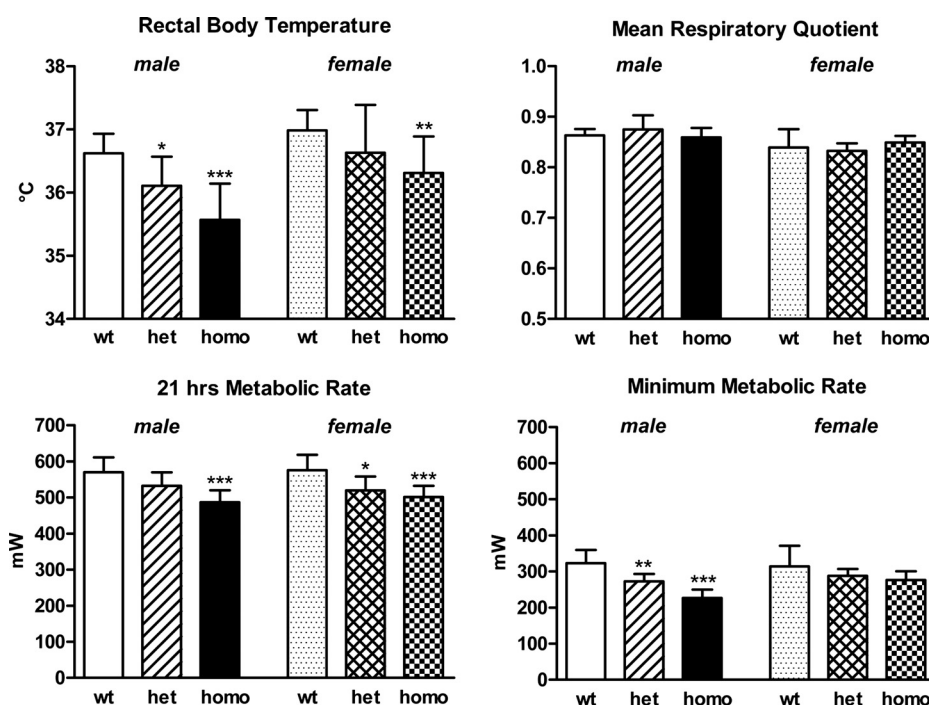 Rectal Body Temperature
male female
38
37
36
35
34
°C
* *** **
wt het homo wt het homo
Mean Respiratory Quotient
male female
1.0
0.9
0.8
0.7
0.6
0.5
wt het homo wt het homo
21 hrs Metabolic Rate
male female
700
600
500
400
300
200
100
0
mW
*** * ***
wt het homo wt het homo
Minimum Metabolic Rate
male female
700
600
500
400
300
200
0
mW
** ***
wt het homo wt het homo